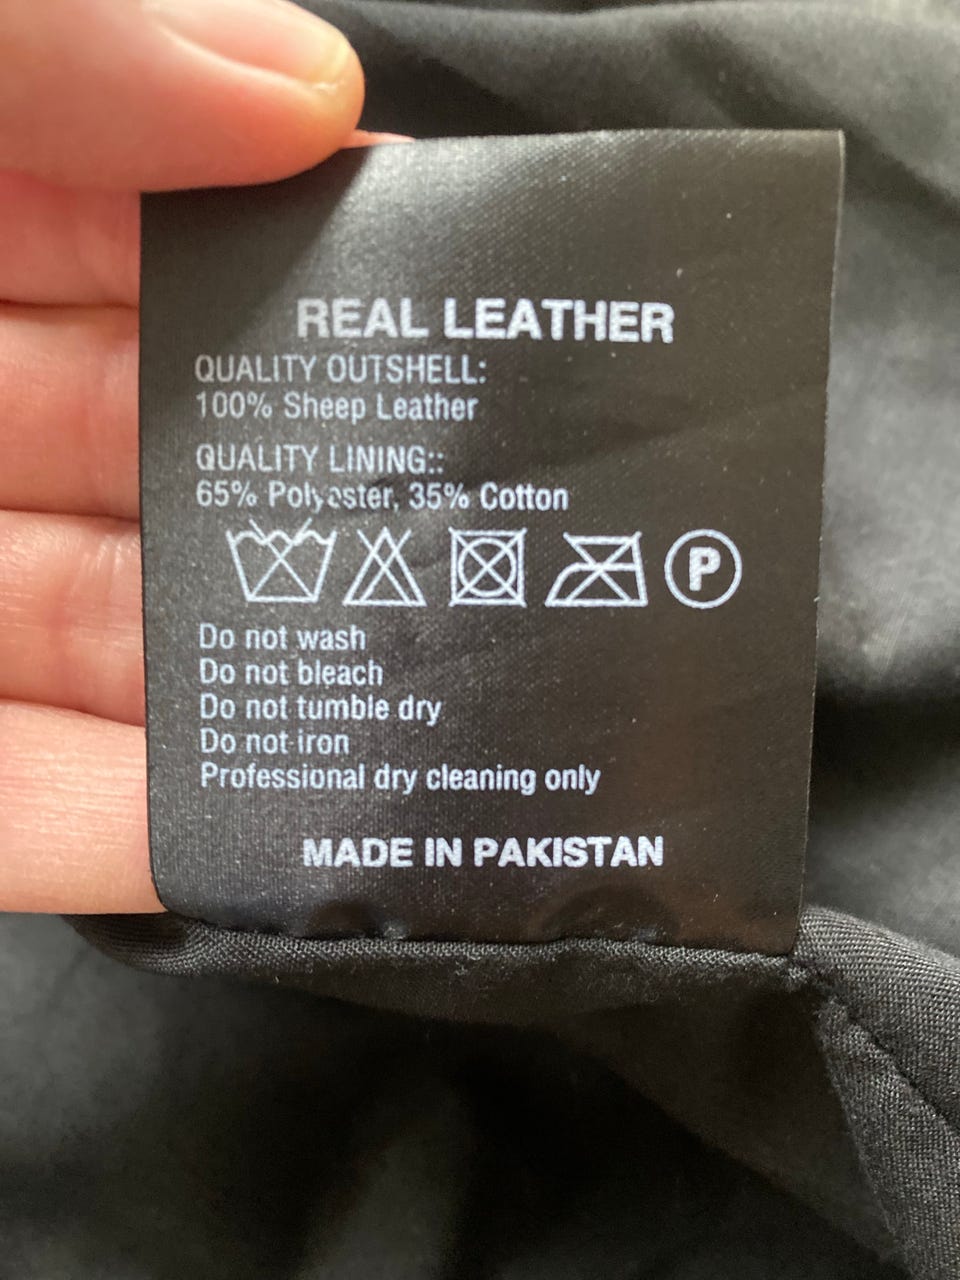 REAL LEATHER
QUALITY OUTSHELL:
100% Sheep Leather
QUALITY LINING::
65% Polyester, 35% Cotton
P
Do not wash
Do not bleach
Do not tumble dry
Do not iron
Professional dry cleaning only
MADE IN PAKISTAN